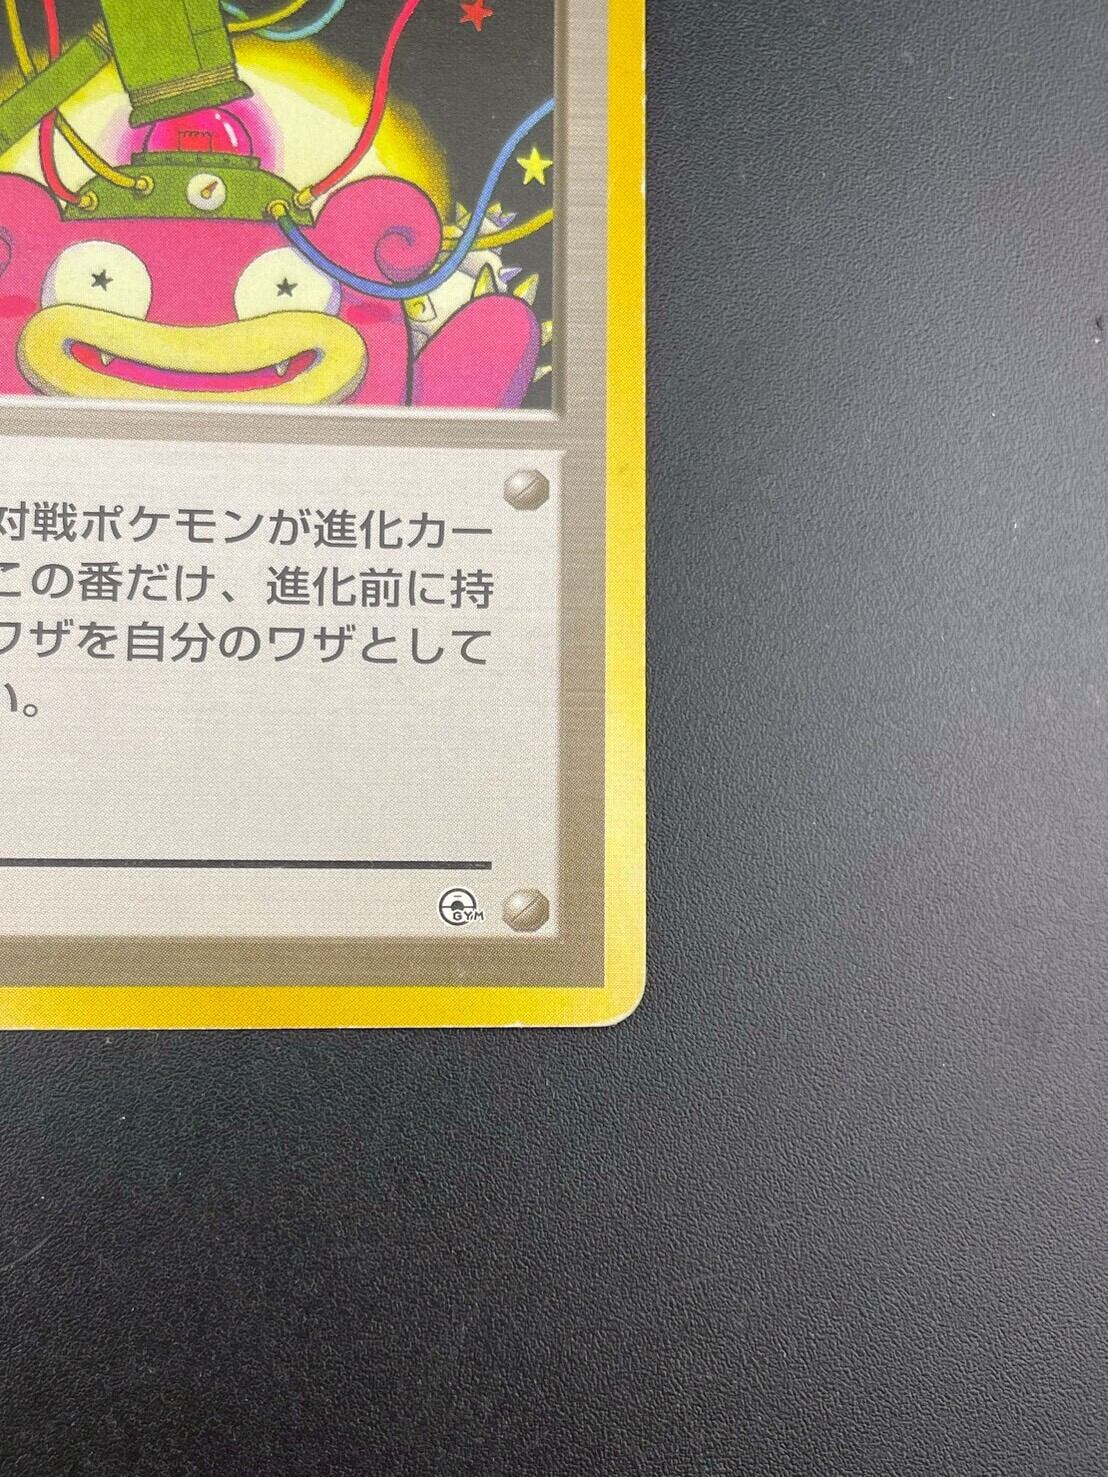 対戦ポケモンが進化カー
この番だけ、進化前に持
ワザを自分のワザとして
い。
GYM